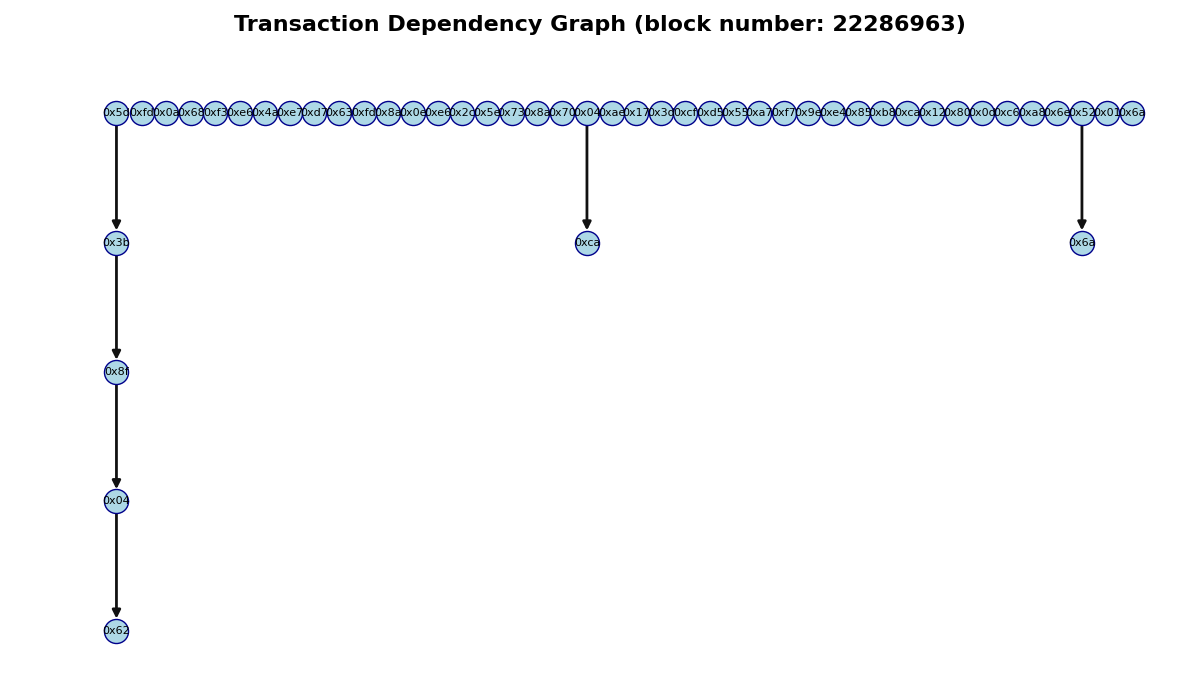 Transaction Dependency Graph (block number: 22286963)
0x5d 0xfd 0x0a 0x68 0xf3 0xe6 0x4a 0xe7 0xd7 0x63 0xfd 0x8a 0x0e 0xe6 0x2c 0x5e 0x73 0x8a 0x70 0x04 0xae 0x17 0x3d 0xcf 0xd5 0x55 0xa7 0xf7 0x9e 0xe4 0x85 0xb8 0xca 0x12 0x80 0x0d 0xc6 0xa8 0x6e 0x52 0x01 0x6a
0x3b 0xca 0x6a
0x8f
0x04
0x62